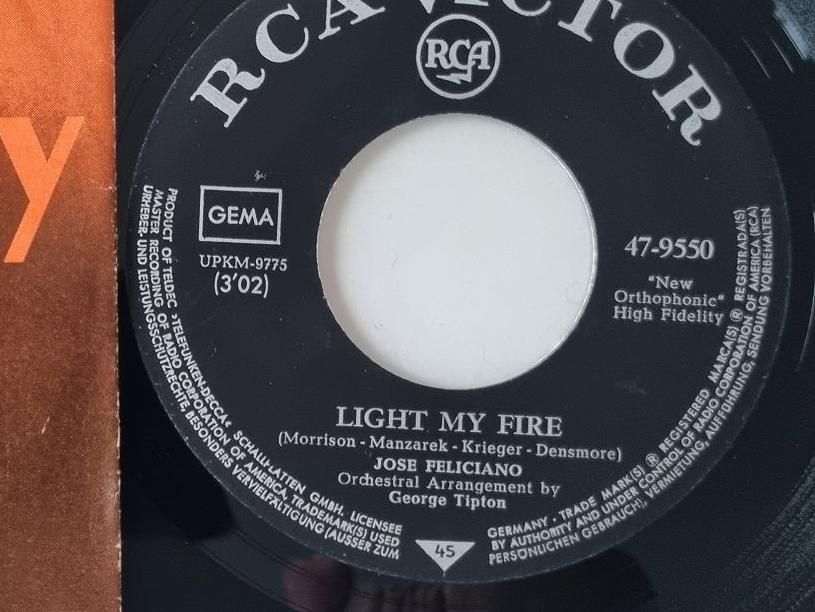 y
RCA VICTOR
RCA
GEMA
UPKM-9775
(3'02)
47-9550
"New
Orthophonic"
High Fidelity
LIGHT MY FIRE
(Morrison - Manzarek - Krieger - Densmore)
JOSE FELICIANO
Orchestral Arrangement by
George Tipton
45
PRODUCT OF TELDEC »TELEFUNKEN-DECCA« SCHALLPLATTEN GMBH. LICENSEE
MASTER RECORDING OF RADIO CORPORATION OF AMERICA, TRADEMARK(S) USED
URHEBER- UND LEISTUNGSSCHUTZRECHTE, BESONDERS VERVIELFÄLTIGUNG (AUSSER ZUM
GERMANY · TRADE MARK(S) ® REGISTERED MARCA(S) ® REGISTRADA(S)
BY AUTHORITY AND UNDER CONTROL OF RADIO CORPORATION OF AMERICA (RCA)
PERSÖNLICHEN GEBRAUCH), VERMIETUNG, AUFFÜHRUNG, SENDUNG VORBEHALTEN